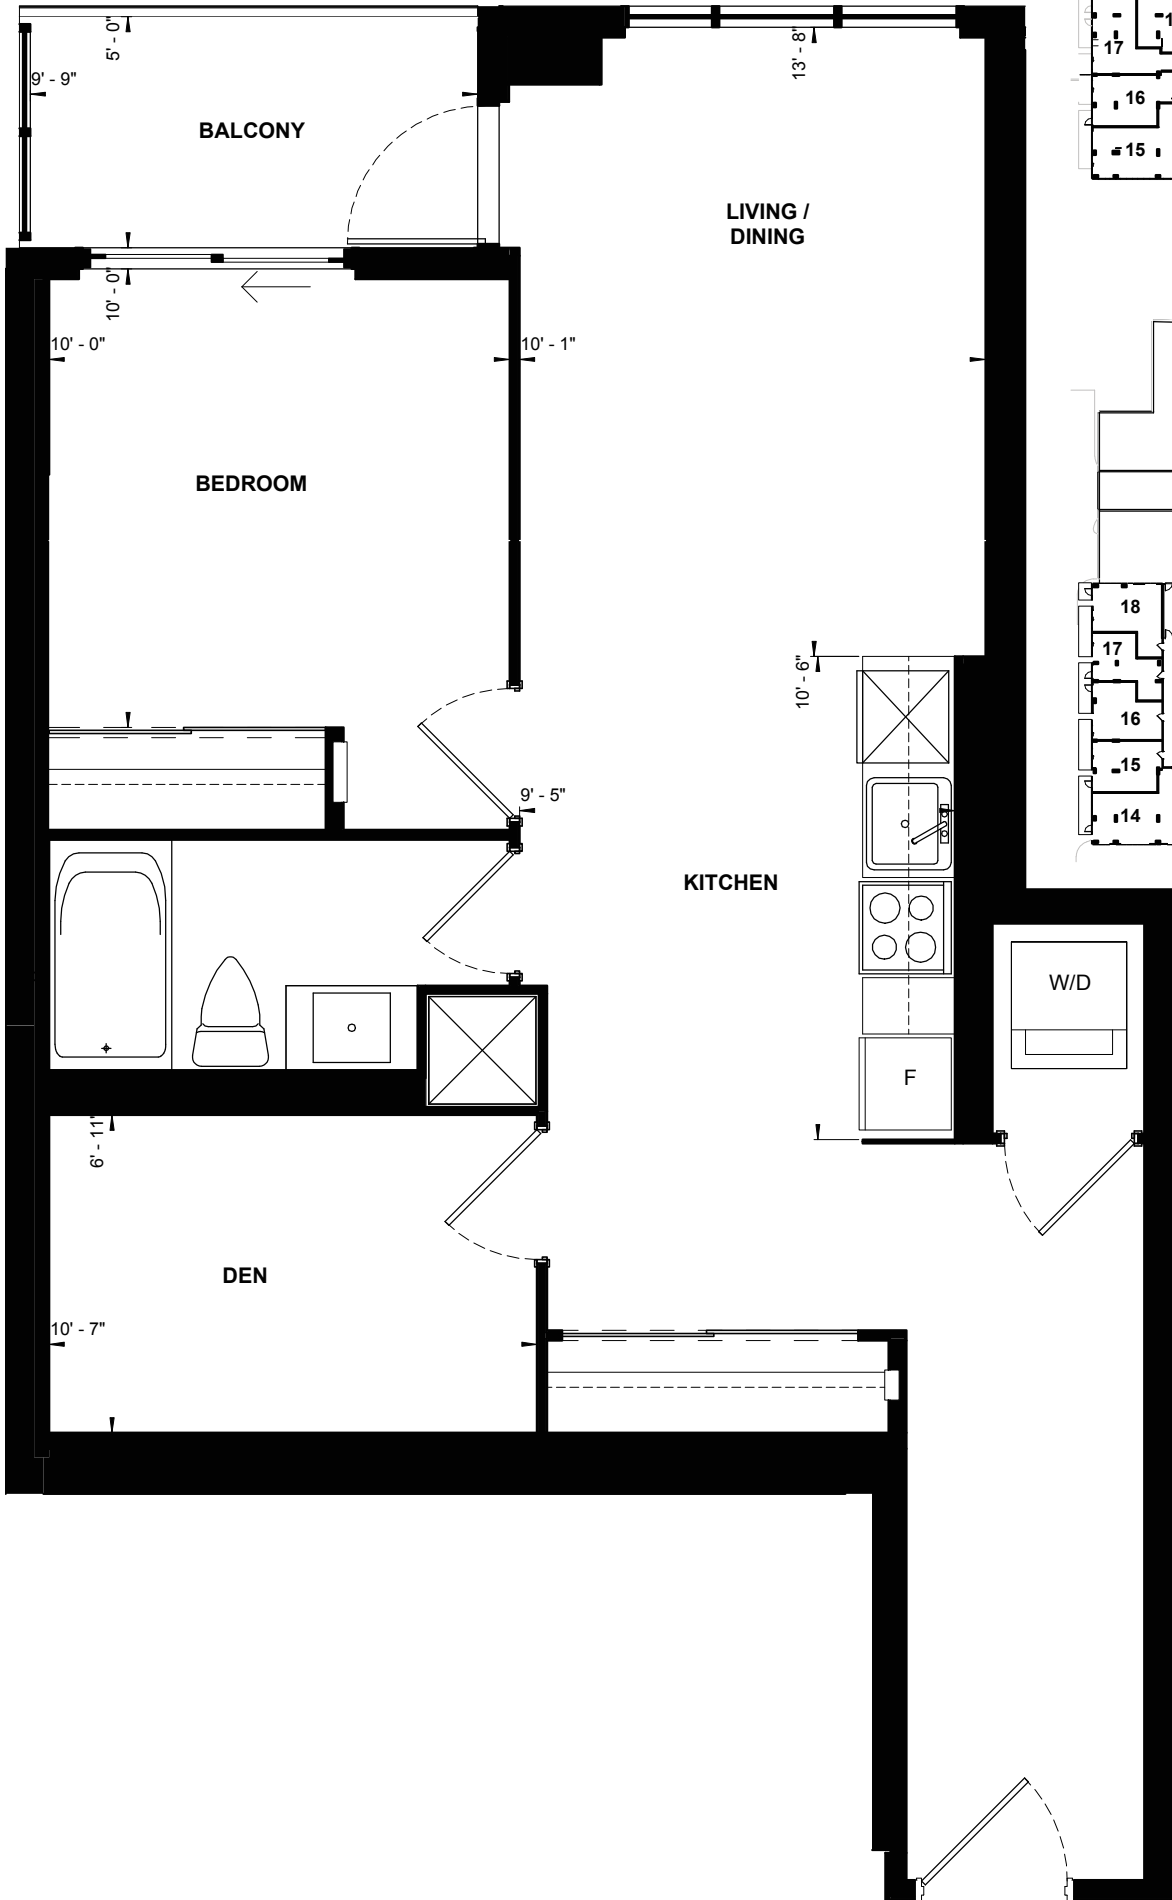 5' - 0"
9' - 9"
BALCONY
13' - 8"
LIVING /
DINING
17
16
15
10' - 0"
10' - 0"
10' - 1"
BEDROOM
10' - 6"
9' - 5"
KITCHEN
18
17
16
15
14
W/D
F
6' - 11"
DEN
10' - 7"